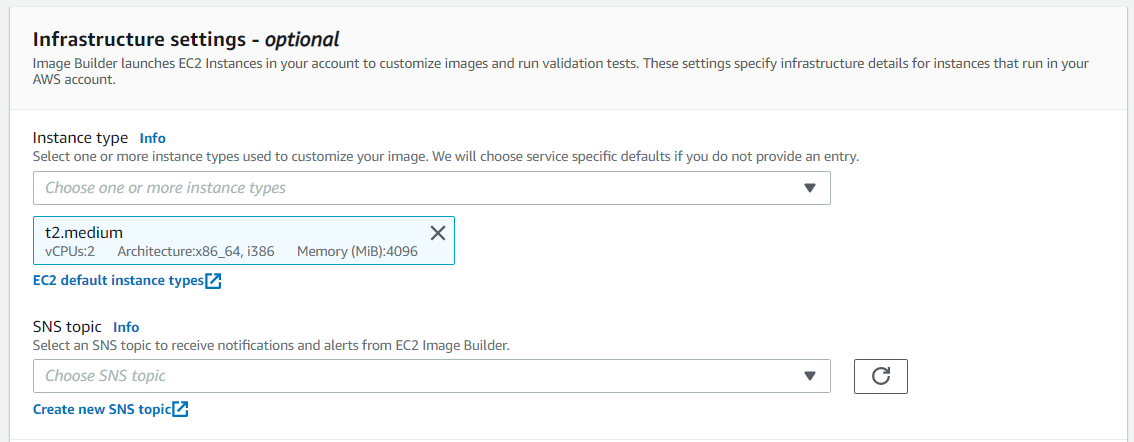 Infrastructure settings - optional
Image Builder launches EC2 Instances in your account to customize images and run validation tests. These settings specify infrastructure details for instances that run in your
AWS account.
Instance type Info
Select one or more instance types used to customize your image. We will choose service specific defaults if you do not provide an entry.
Choose one or more instance types
t2.medium
vCPUs:2 Architecture:x86_64, i386 Memory (MiB):4096
EC2 default instance types
SNS topic Info
Select an SNS topic to receive notifications and alerts from EC2 Image Builder.
Choose SNS topic
Create new SNS topic